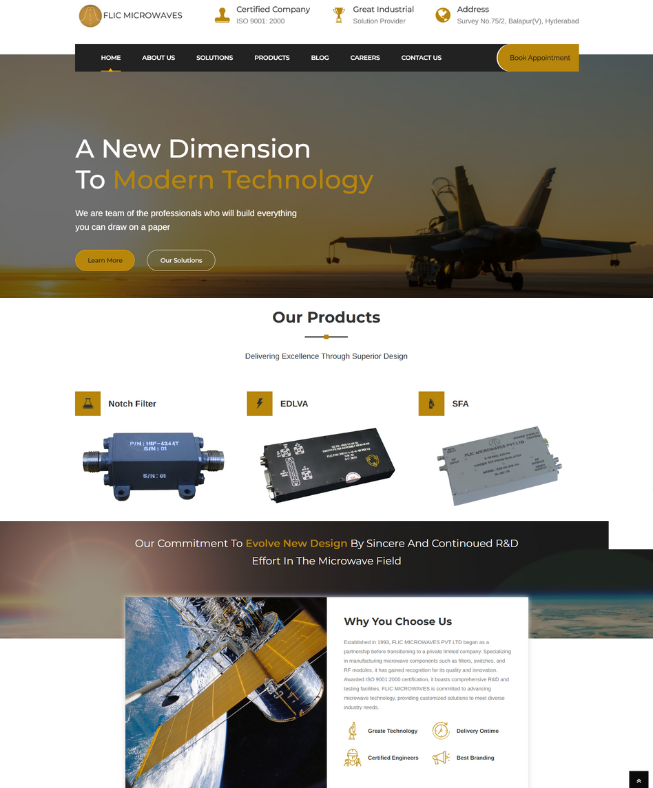 FLIC MICROWAVES
Certified Company
ISO 9001: 2000
Great Industrial
Solution Provider
Address
Survey No.75/2, Balapur(V), Hyderabad
HOME ABOUT US SOLUTIONS PRODUCTS BLOG CAREERS CONTACT US
Book Appointment
A New Dimension
To Modern Technology
We are team of the professionals who will build everything
you can draw on a paper
Learn More Our Solutions
Our Products
Delivering Excellence Through Superior Design
Notch Filter
EDLVA
SFA
S/N : 01
S/N : 01
FLIC MICROWAVES PVT LTD
Our Commitment To Evolve New Design By Sincere And Continoued R&D
Effort In The Microwave Field
Why You Choose Us
Established in 1993, FLIC MICROWAVES PVT LTD began as a
partnership before transitioning to a private limited company. Specializing
in manufacturing microwave components such as filters, switches, and
RF modules, it has gained recognition for its quality and innovation.
Awarded ISO 9001:2000 certification, it boasts comprehensive R&D and
testing facilities. FLIC MICROWAVES is committed to advancing
microwave technology, providing customized solutions to meet diverse
industry needs.
Greate Technology
Delivery Ontime
Certified Engineers
Best Branding